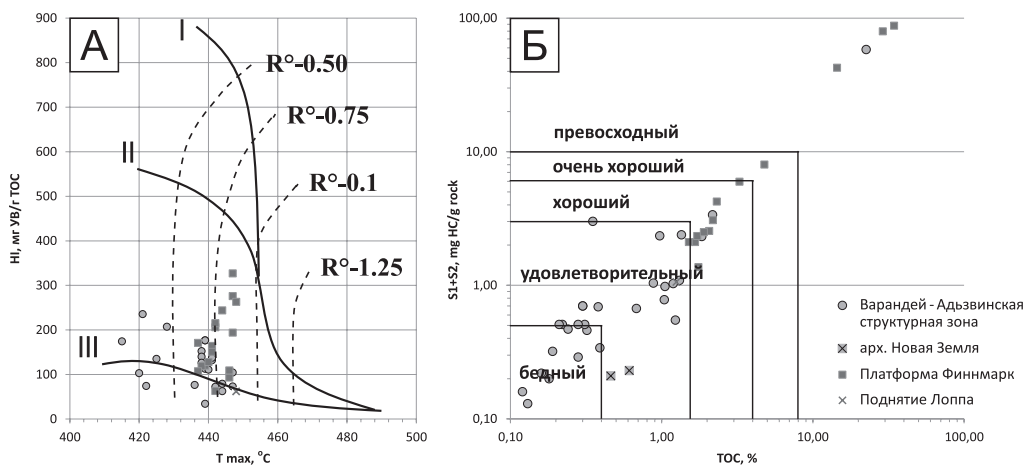 А
900
800
700
600
500
400
300
200
100
0
400
420
440
460
480
500
HI, мг УВ/г ТОС
T max, °C
I
II
III
R°-0.50
R°-0.75
R°-0.1
R°-1.25
Б
100,00
10,00
1,00
0,10
0,10
1,00
10,00
100,00
S1+S2, mg HC/g rock
TOC, %
превосходный
очень хороший
хороший
удовлетворительный
бедный
Варандей - Адьзвинская
структурная зона
арх. Новая Земля
Платформа Финнмарк
Поднятие Лоппа